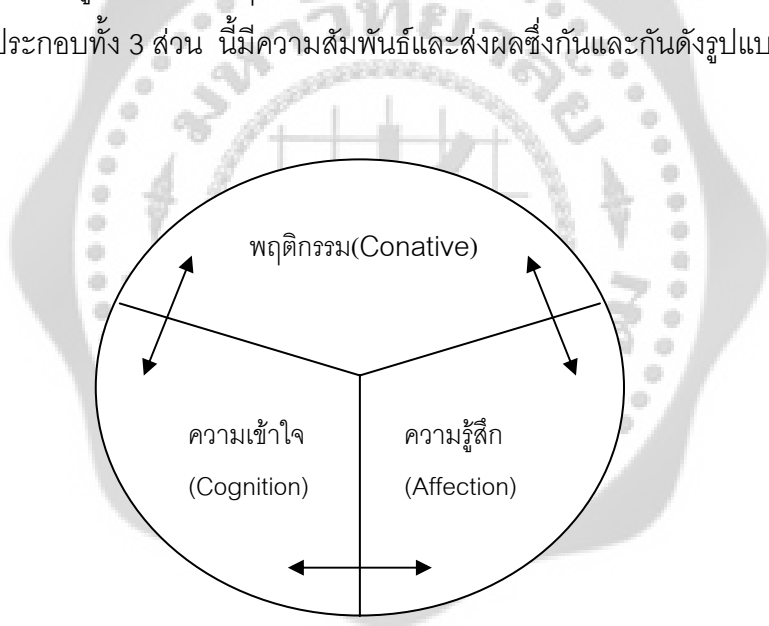 ประกอบทั้ง 3 ส่วน นี้มีความสัมพันธ์และส่งผลซึ่งกันและกันดังรูปแบ
พฤติกรรม(Conative)
ความเข้าใจ
(Cognition)
ความรู้สึก
(Affection)